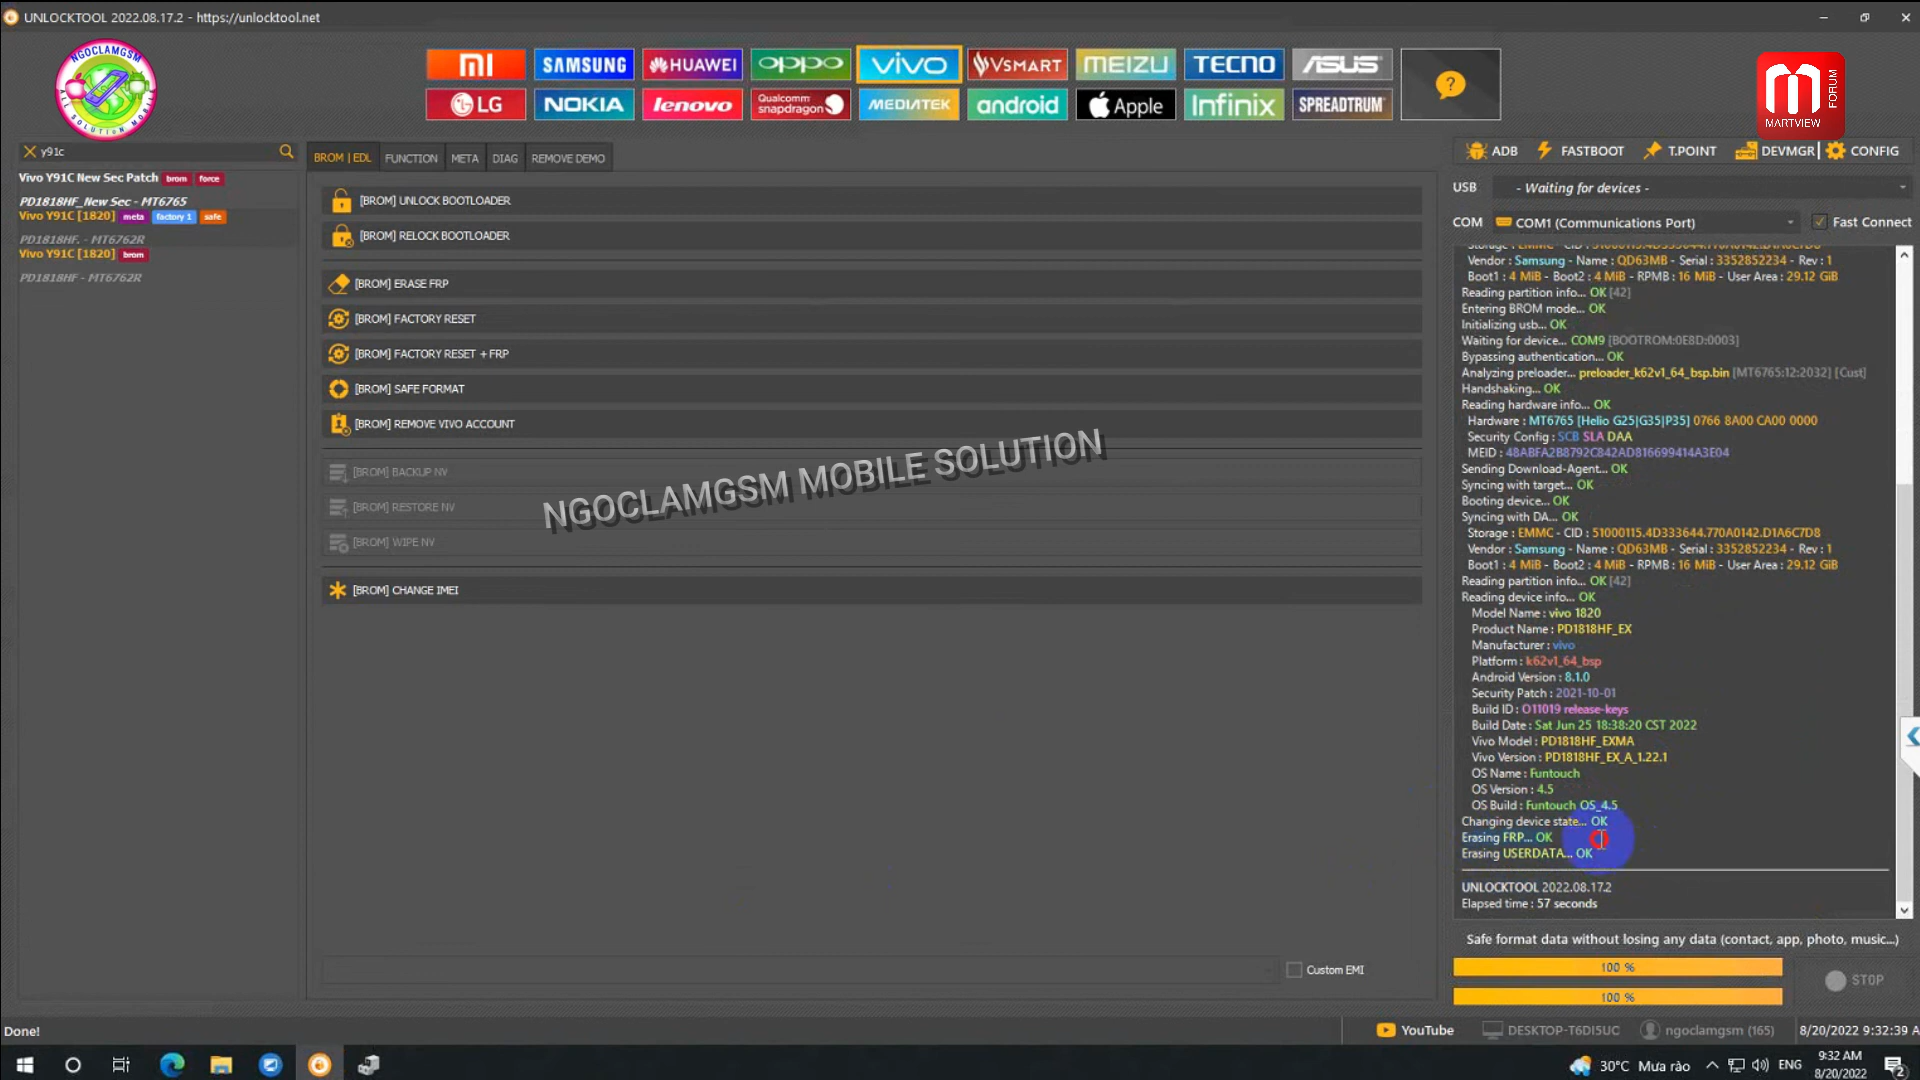 UNLOCKTOOL 2022.08.17.2 - https://unlocktool.net
NGOCLAMGSM
ALL SOLUTION MOBILE
mi SAMSUNG HUAWEI oppo vivo VSMART MEIZU TECNO ASUS ?
LG NOKIA lenovo Qualcomm snapdragon MEDIATEK android Apple Infinix SPREADTRUM
MARTVIEW FORUM
y91c
BROM | EDL FUNCTION META DIAG REMOVE DEMO
ADB FASTBOOT T.POINT DEVMGR CONFIG
Vivo Y91C New Sec Patch brom force
PD1818HF_New Sec - MT6765
Vivo Y91C [1820] meta factory 1 safe
PD1818HF. - MT6762R
Vivo Y91C [1820] brom
PD1818HF - MT6762R
[BROM] UNLOCK BOOTLOADER
[BROM] RELOCK BOOTLOADER
[BROM] ERASE FRP
[BROM] FACTORY RESET
[BROM] FACTORY RESET + FRP
[BROM] SAFE FORMAT
[BROM] REMOVE VIVO ACCOUNT
[BROM] BACKUP NV
[BROM] RESTORE NV
[BROM] WIPE NV
[BROM] CHANGE IMEI
NGOCLAMGSM MOBILE SOLUTION
Custom EMI
USB - Waiting for devices -
COM COM1 (Communications Port) Fast Connect
Storage : EMMC - CID : 51000115.4D333644.770A0142.D1A6C7D8
Vendor : Samsung - Name : QD63MB - Serial : 3352852234 - Rev : 1
Boot1 : 4 MiB - Boot2 : 4 MiB - RPMB : 16 MiB - User Area : 29.12 GiB
Reading partition info... OK [42]
Entering BROM mode... OK
Initializing usb... OK
Waiting for device... COM9 [BOOTROM:0E8D:0003]
Bypassing authentication... OK
Analyzing preloader... preloader_k62v1_64_bsp.bin [MT6765:12:2032] [Cust]
Handshaking... OK
Reading hardware info... OK
Hardware : MT6765 [Helio G25|G35|P35] 0766 8A00 CA00 0000
Security Config : SCB SLA DAA
MEID : 48ABFA2B8792C842AD816699414A3E04
Sending Download-Agent... OK
Syncing with target... OK
Booting device... OK
Syncing with DA... OK
Storage : EMMC - CID : 51000115.4D333644.770A0142.D1A6C7D8
Vendor : Samsung - Name : QD63MB - Serial : 3352852234 - Rev : 1
Boot1 : 4 MiB - Boot2 : 4 MiB - RPMB : 16 MiB - User Area : 29.12 GiB
Reading partition info... OK [42]
Reading device info... OK
Model Name : vivo 1820
Product Name : PD1818HF_EX
Manufacturer : vivo
Platform : k62v1_64_bsp
Android Version : 8.1.0
Security Patch : 2021-10-01
Build ID : O11019 release-keys
Build Date : Sat Jun 25 18:38:20 CST 2022
Vivo Model : PD1818HF_EXMA
Vivo Version : PD1818HF_EX_A_1.22.1
OS Name : Funtouch
OS Version : 4.5
OS Build : Funtouch OS_4.5
Changing device state... OK
Erasing FRP... OK
Erasing USERDATA... OK
UNLOCKTOOL 2022.08.17.2
Elapsed time : 57 seconds
Safe format data without losing any data (contact, app, photo, music...)
100 %
100 %
STOP
Done! YouTube DESKTOP-T6DI5UC ngoclamgsm (165) 8/20/2022 9:32:39 A
30°C Mưa rào ENG 9:32 AM
8/20/2022 2